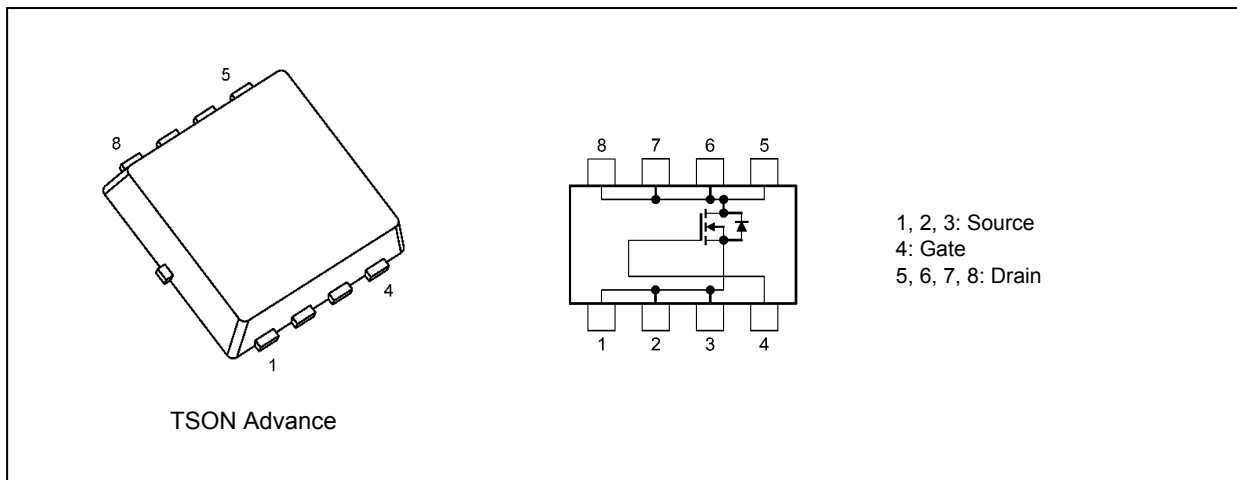 5
8
4
1
TSON Advance
8 7 6 5
1 2 3 4
1, 2, 3: Source
4: Gate
5, 6, 7, 8: Drain